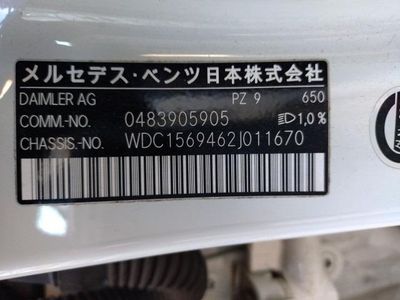 メルセデス・ベンツ日本株式会社
DAIMLER AG PZ 9 650
COMM.-NO. 0483905905 1,0%
CHASSIS.-NO. WDC1569462J011670